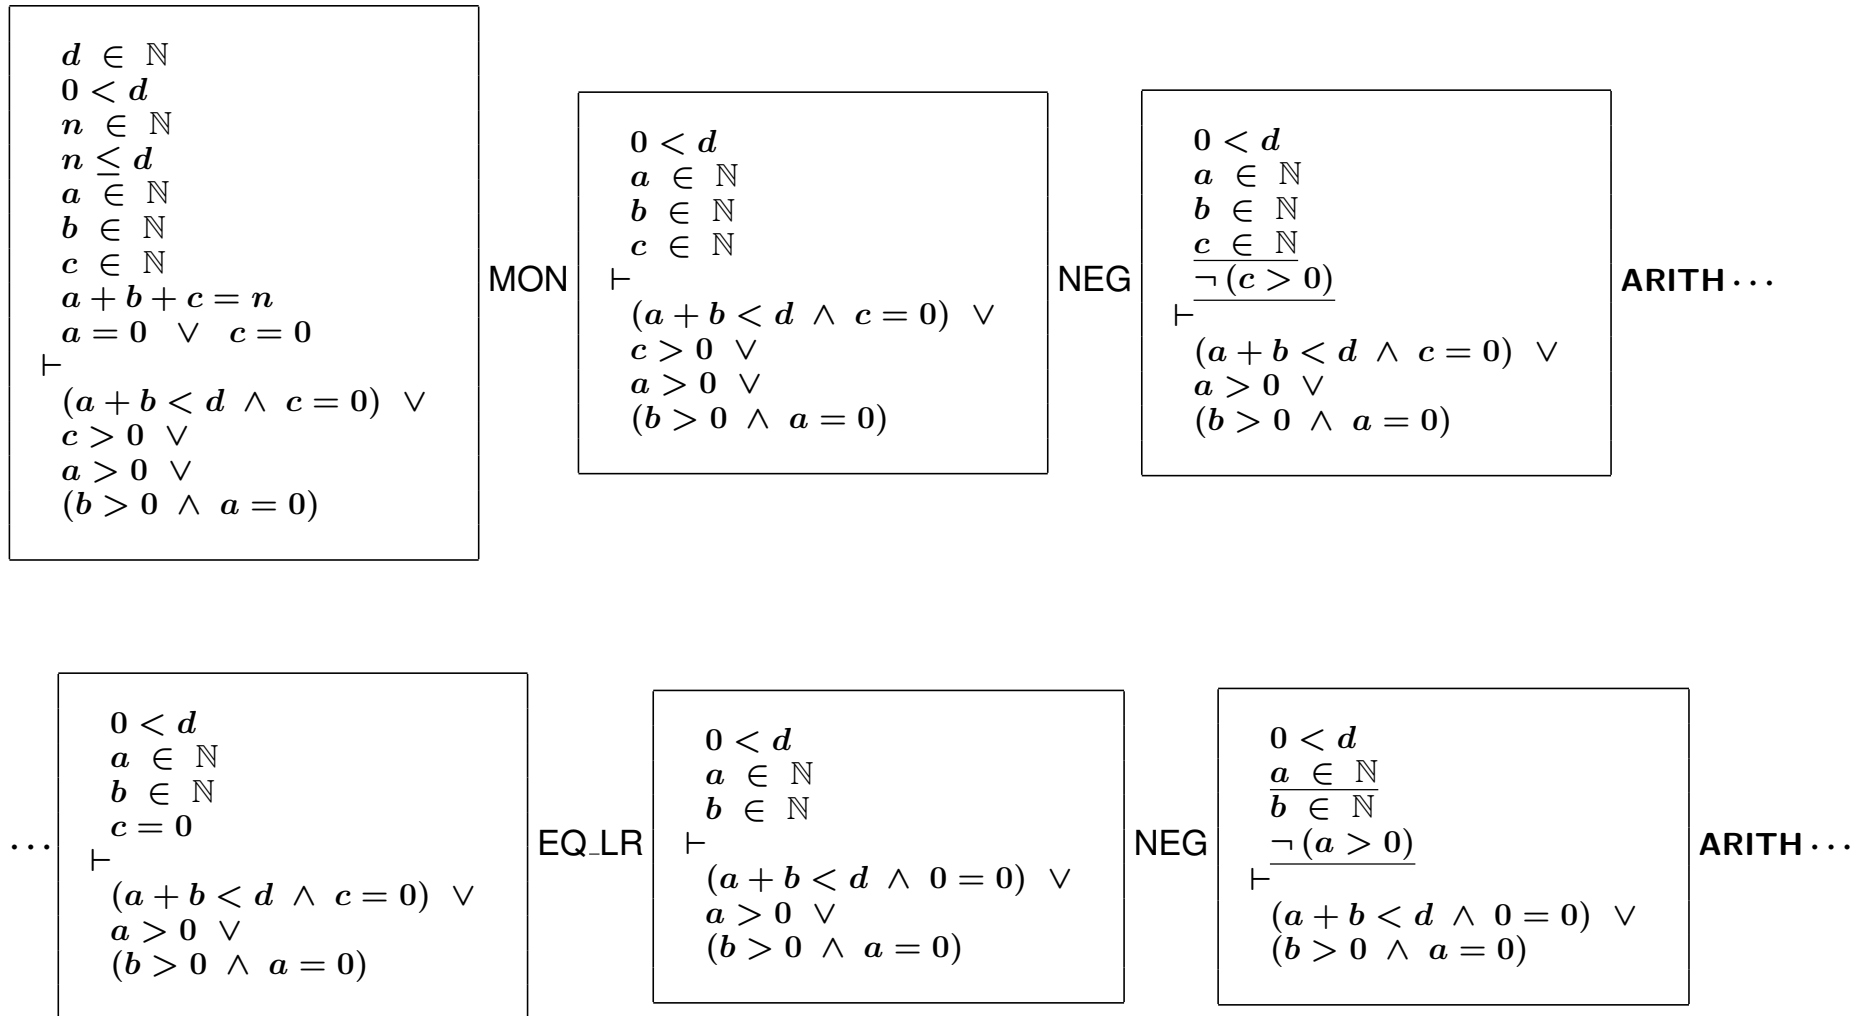 d ∈ ℕ
0 < d
n ∈ ℕ
n ≤ d
a ∈ ℕ
b ∈ ℕ
c ∈ ℕ
a + b + c = n
a = 0 ∨ c = 0
⊢
(a + b < d ∧ c = 0) ∨
c > 0 ∨
a > 0 ∨
(b > 0 ∧ a = 0)
MON
0 < d
a ∈ ℕ
b ∈ ℕ
c ∈ ℕ
⊢
(a + b < d ∧ c = 0) ∨
c > 0 ∨
a > 0 ∨
(b > 0 ∧ a = 0)
NEG
0 < d
a ∈ ℕ
b ∈ ℕ
c ∈ ℕ
¬ (c > 0)
⊢
(a + b < d ∧ c = 0) ∨
a > 0 ∨
(b > 0 ∧ a = 0)
ARITH ⋯
⋯
0 < d
a ∈ ℕ
b ∈ ℕ
c = 0
⊢
(a + b < d ∧ c = 0) ∨
a > 0 ∨
(b > 0 ∧ a = 0)
EQ_LR
0 < d
a ∈ ℕ
b ∈ ℕ
⊢
(a + b < d ∧ 0 = 0) ∨
a > 0 ∨
(b > 0 ∧ a = 0)
NEG
0 < d
a ∈ ℕ
b ∈ ℕ
¬ (a > 0)
⊢
(a + b < d ∧ 0 = 0) ∨
(b > 0 ∧ a = 0)
ARITH ⋯